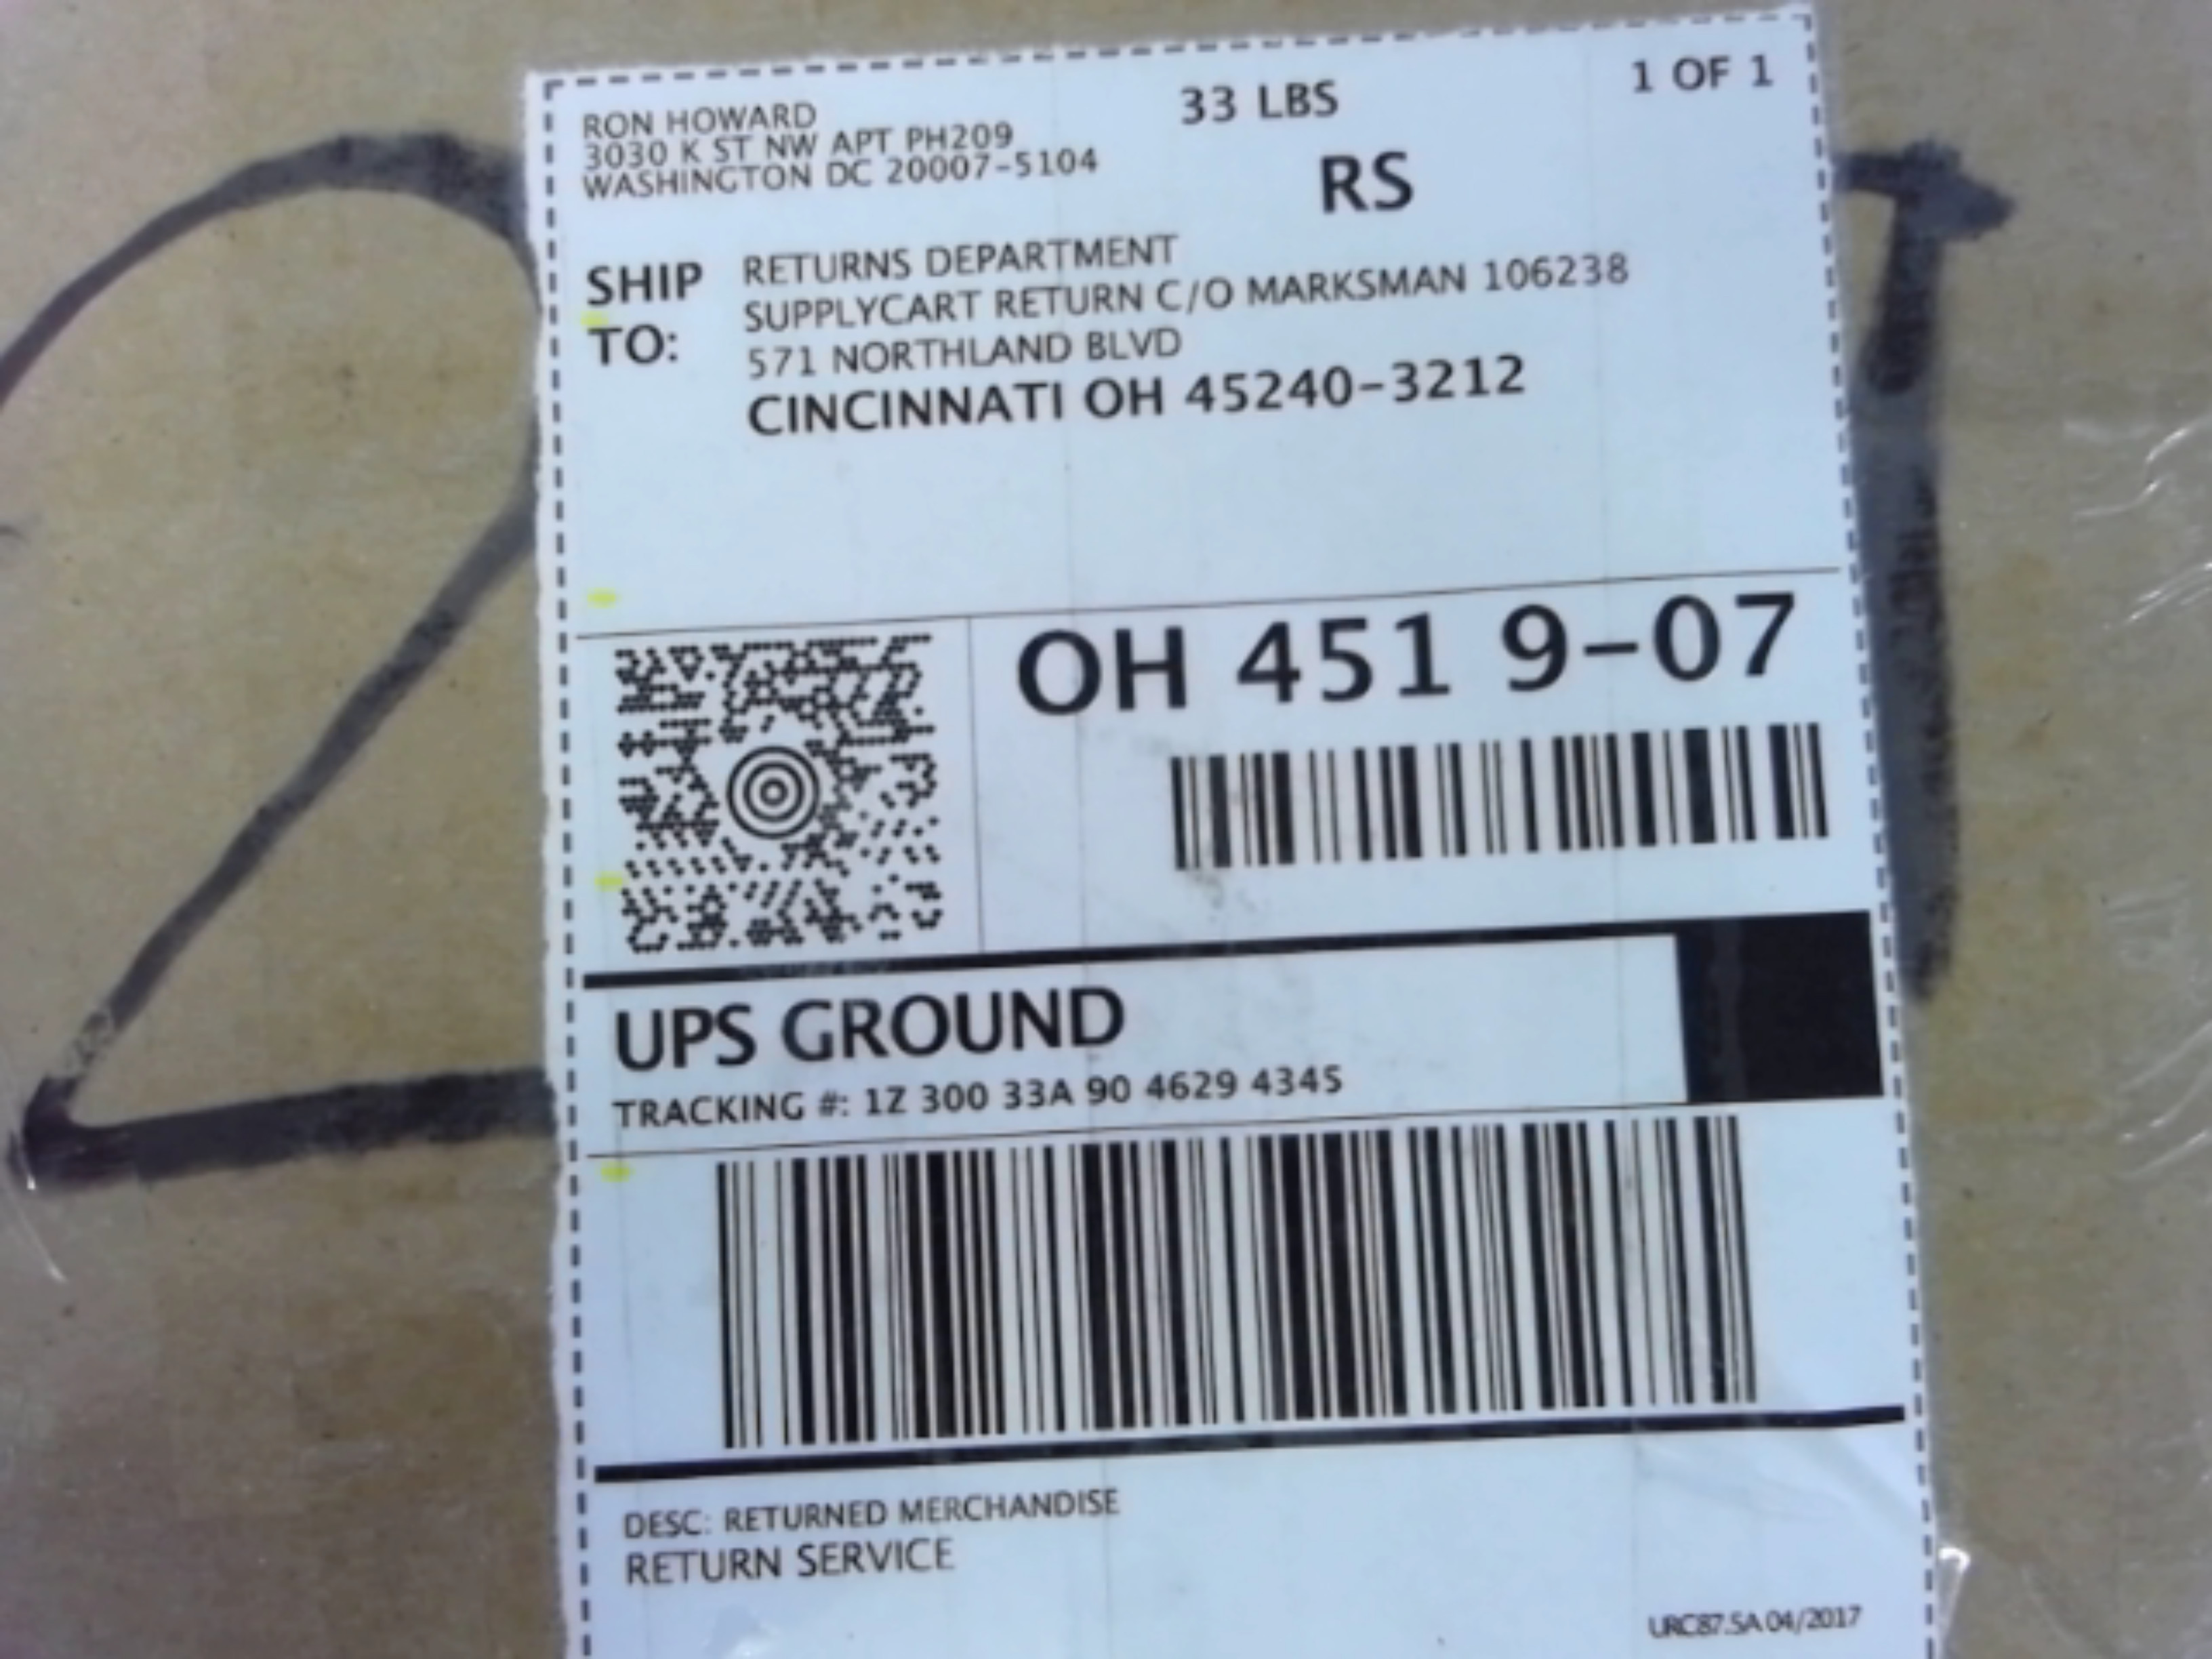 RON HOWARD
3030 K ST NW APT PH209
WASHINGTON DC 20007-5104
33 LBS
1 OF 1
RS
SHIP TO:
RETURNS DEPARTMENT
SUPPLYCART RETURN C/O MARKSMAN 106238
571 NORTHLAND BLVD
CINCINNATI OH 45240-3212
OH 451 9-07
UPS GROUND
TRACKING #: 1Z 300 33A 90 4629 4345
DESC: RETURNED MERCHANDISE
RETURN SERVICE
URC87.5A 04/2017